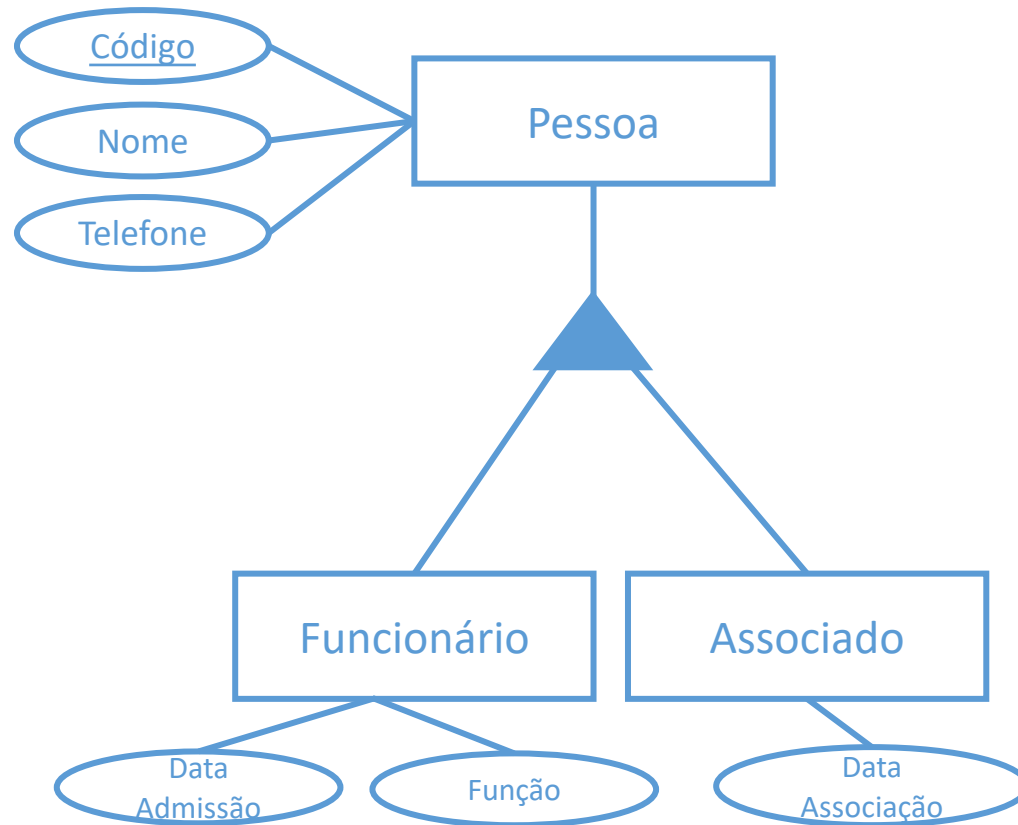 Código
Pessoa
Nome
Telefone
Funcionário
Associado
Data
Admissão
Função
Data
Associação